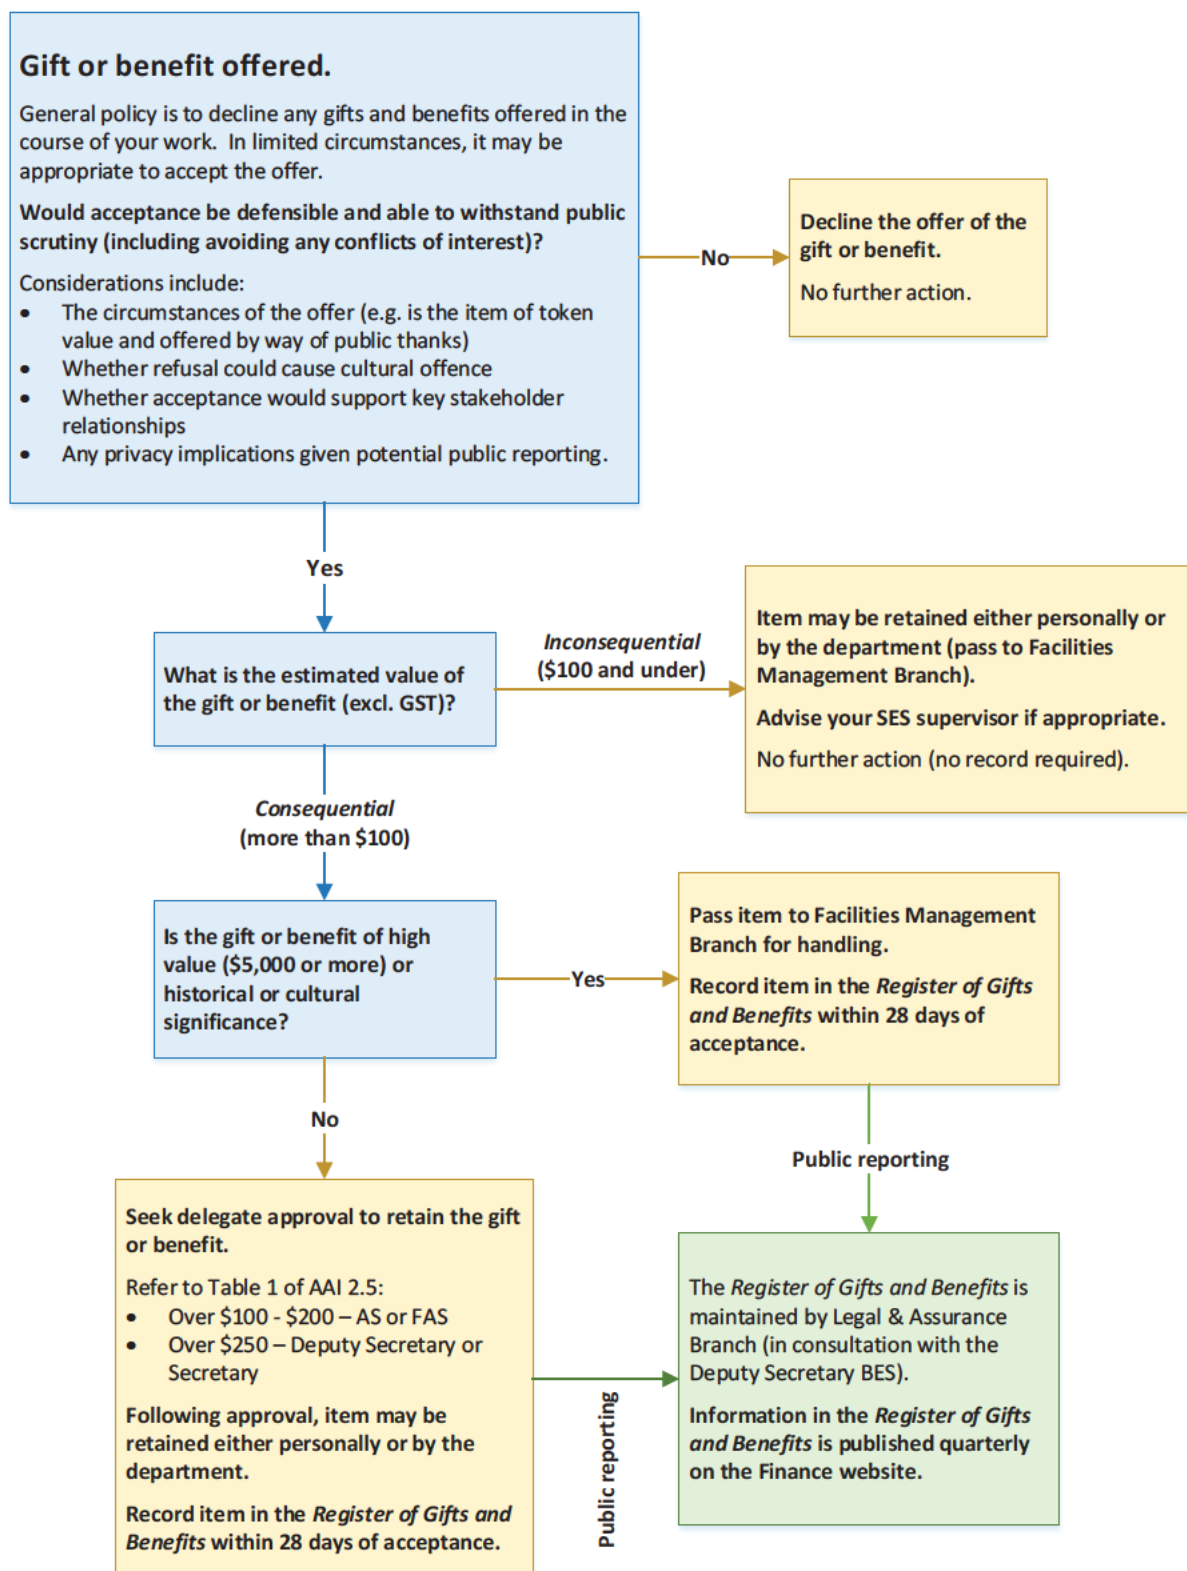 Gift or benefit offered.
General policy is to decline any gifts and benefits offered in the
course of your work.  In limited circumstances, it may be
appropriate to accept the offer.
Would acceptance be defensible and able to withstand public
scrutiny (including avoiding any conflicts of interest)?
Considerations include:
• The circumstances of the offer (e.g. is the item of token
value and offered by way of public thanks)
• Whether refusal could cause cultural offence
• Whether acceptance would support key stakeholder
relationships
• Any privacy implications given potential public reporting.
No
Decline the offer of the
gift or benefit.
No further action.
Yes
What is the estimated value of
the gift or benefit (excl. GST)?
Inconsequential
($100 and under)
Item may be retained either personally or
by the department (pass to Facilities
Management Branch).
Advise your SES supervisor if appropriate.
No further action (no record required).
Consequential
(more than $100)
Is the gift or benefit of high
value ($5,000 or more) or
historical or cultural
significance?
Yes
Pass item to Facilities Management
Branch for handling.
Record item in the Register of Gifts
and Benefits within 28 days of
acceptance.
No
Public reporting
Seek delegate approval to retain the gift
or benefit.
Refer to Table 1 of AAI 2.5:
• Over $100 - $200 – AS or FAS
• Over $250 – Deputy Secretary or
Secretary
Following approval, item may be
retained either personally or by the
department.
Record item in the Register of Gifts and
Benefits within 28 days of acceptance.
Public reporting
The Register of Gifts and Benefits is
maintained by Legal & Assurance
Branch (in consultation with the
Deputy Secretary BES).
Information in the Register of Gifts
and Benefits is published quarterly
on the Finance website.